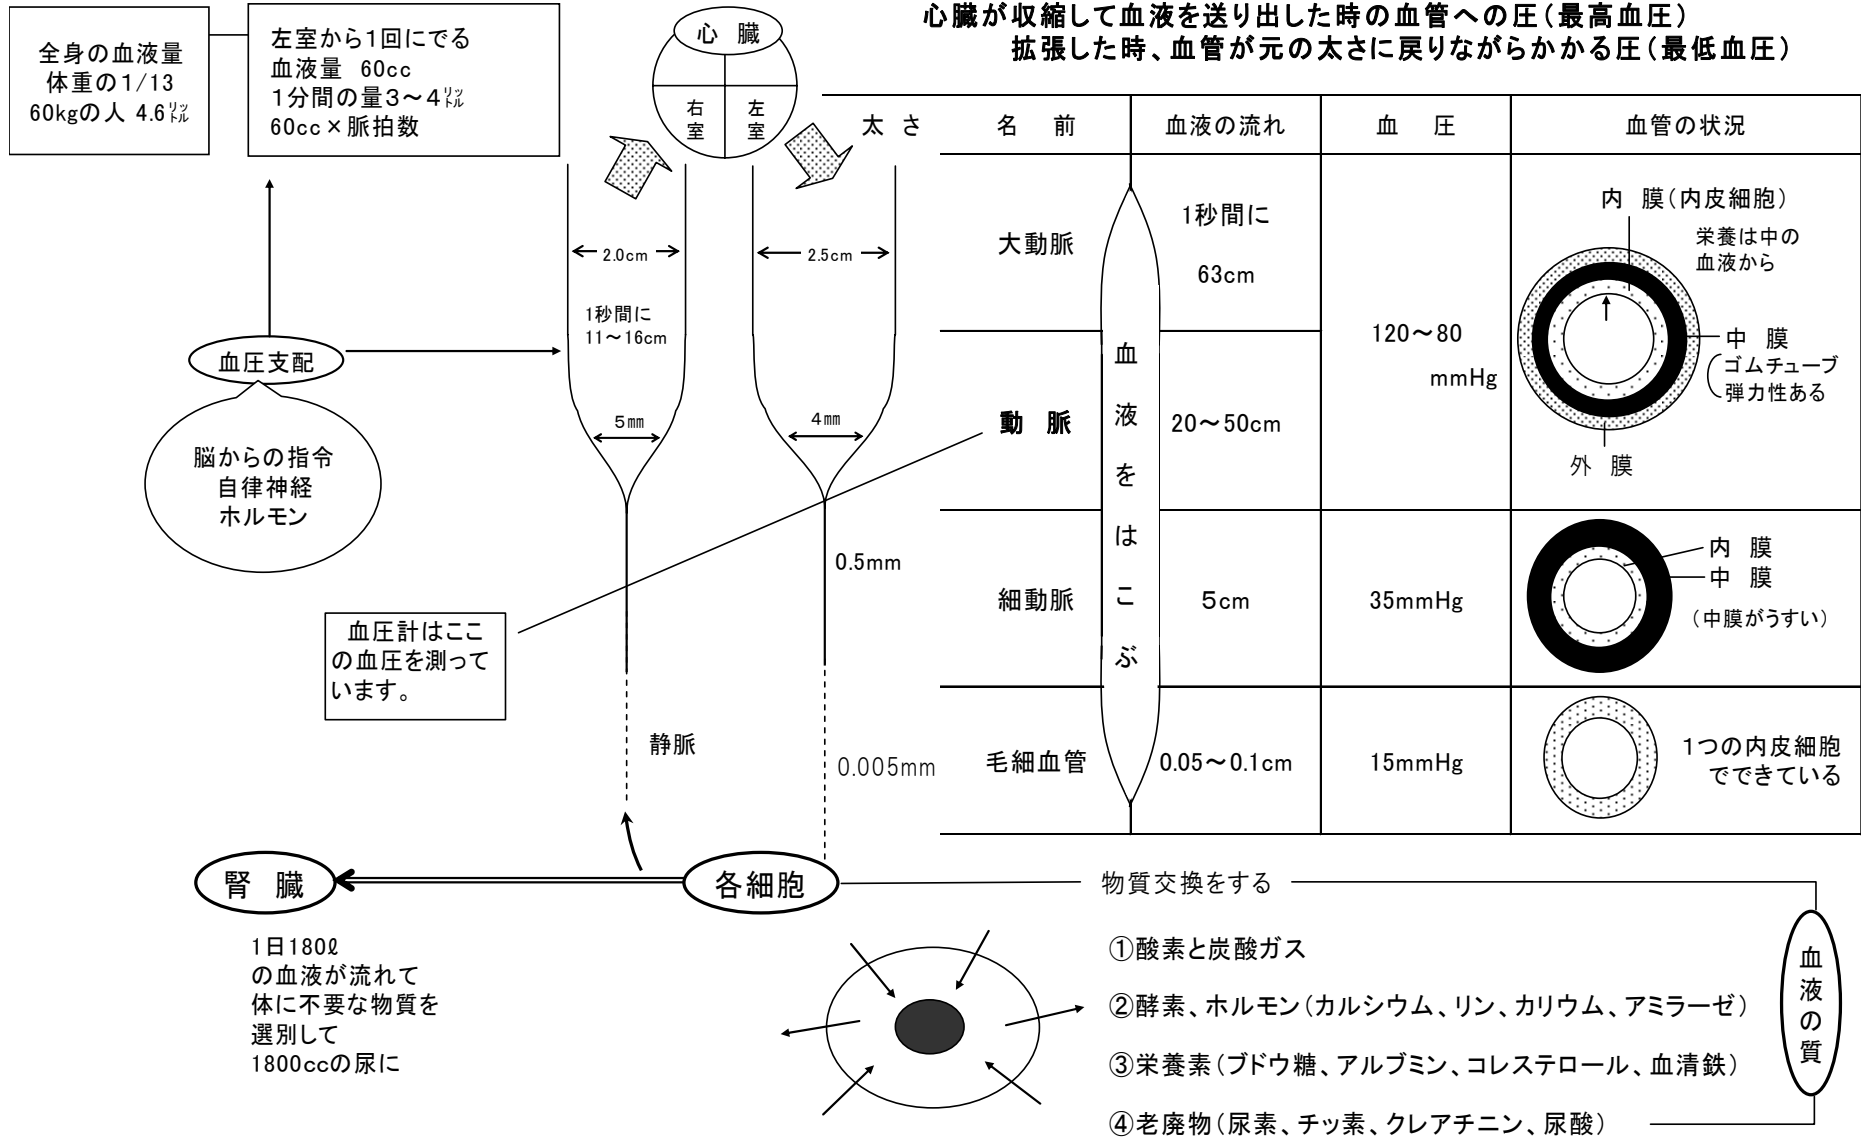 心臓が収縮して血液を送り出した時の血管への圧(最高血圧)
拡張した時、血管が元の太さに戻りながらかかる圧(最低血圧)
全身の血液量
体重の1/13
60kgの人 4.6㍑
左室から1回にでる
血液量 60cc
1分間の量3~4㍑
60cc×脈拍数
心 臓
右室
左室
太 さ
名 前
血液の流れ
血 圧
血管の状況
2.0cm
2.5cm
1秒間に
11~16cm
5㎜
4㎜
0.5mm
0.005mm
静脈
血圧支配
脳からの指令
自律神経
ホルモン
血圧計はここ
の血圧を測って
います。
血液をはこぶ
大動脈
1秒間に
63cm
120~80
mmHg
内 膜(内皮細胞)
栄養は中の
血液から
中 膜
ゴムチューブ
弾力性ある
外 膜
動 脈
20~50cm
細動脈
5cm
35mmHg
内 膜
中 膜
(中膜がうすい)
毛細血管
0.05~0.1cm
15mmHg
1つの内皮細胞
でできている
腎 臓
各細胞
物質交換をする
1日180ℓ
の血液が流れて
体に不要な物質を
選別して
1800ccの尿に
①酸素と炭酸ガス
②酵素、ホルモン(カルシウム、リン、カリウム、アミラーゼ)
③栄養素(ブドウ糖、アルブミン、コレステロール、血清鉄)
④老廃物(尿素、チッ素、クレアチニン、尿酸)
血液の質